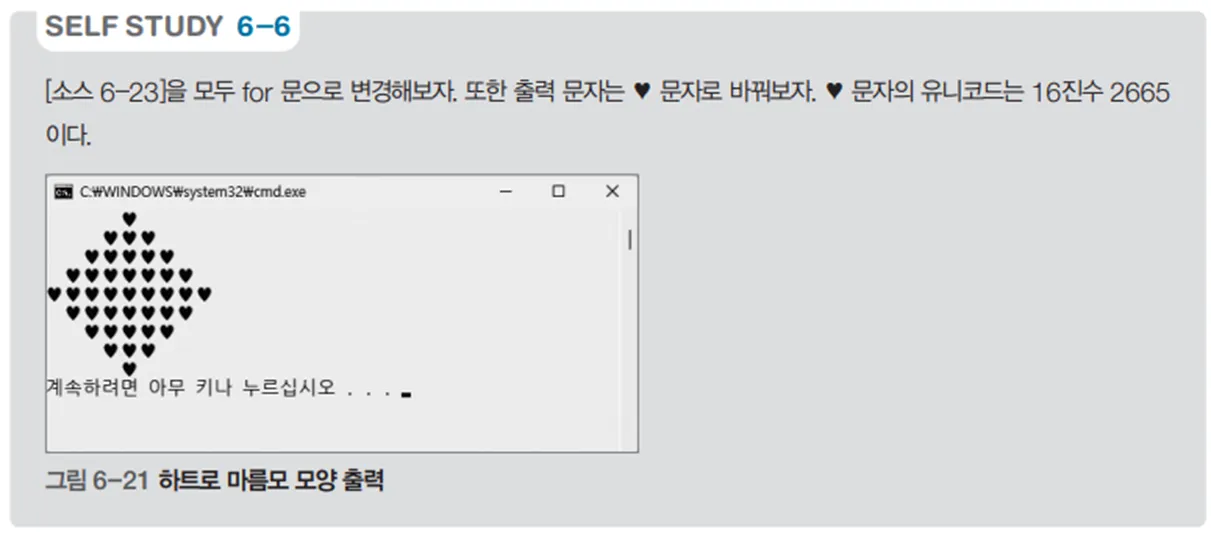 SELF STUDY 6-6
[소스 6-23]을 모두 for 문으로 변경해보자. 또한 출력 문자는 ♥ 문자로 바꿔보자. ♥ 문자의 유니코드는 16진수 2665
이다.
C:₩WINDOWS₩system32₩cmd.exe
♥
♥♥♥
♥♥♥♥♥
♥♥♥♥♥♥♥
♥♥♥♥♥♥♥♥♥
♥♥♥♥♥♥♥
♥♥♥♥♥
♥♥♥
♥
계속하려면 아무 키나 누르십시오 . . .
그림 6-21 하트로 마름모 모양 출력